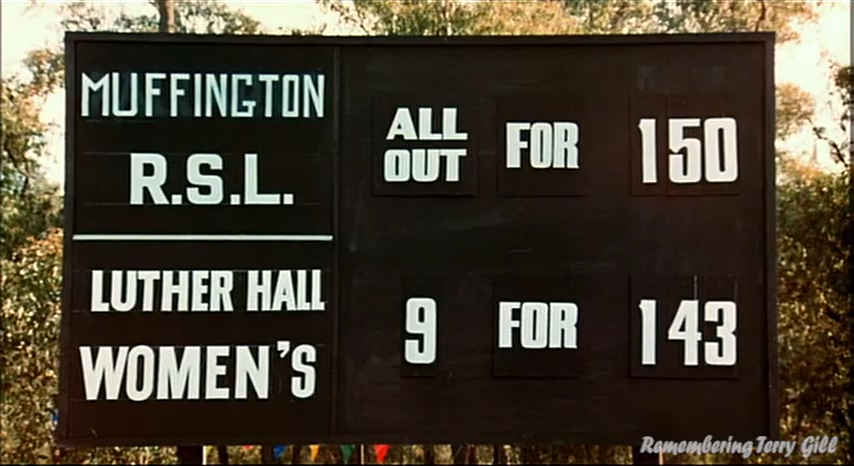 MUFFINGTON
R.S.L.
ALL
OUT
FOR 150
LUTHER HALL
WOMEN'S
9 FOR 143
Remembering Terry Gill